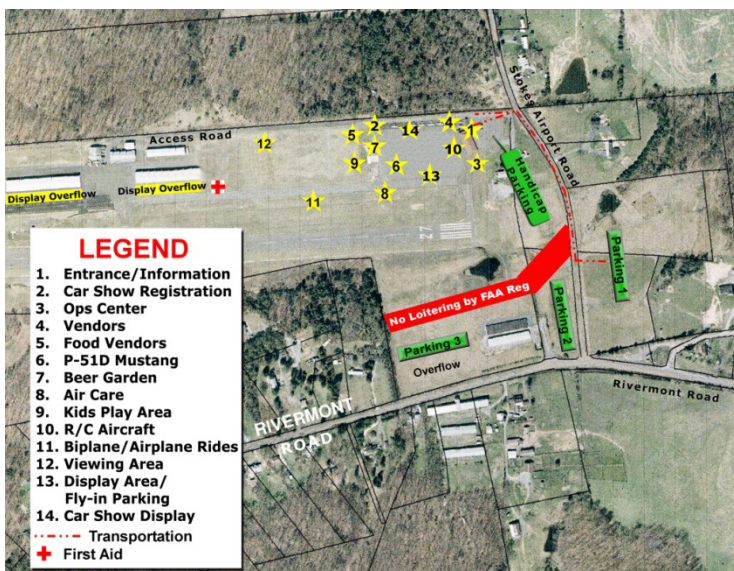 Stokes Airport Road
Access Road
12
5
2
14
4
1
7
10
9
6
3
13
8
11
Handicap
Parking
Display Overflow
Display Overflow
27
LEGEND
1. Entrance/Information
2. Car Show Registration
3. Ops Center
4. Vendors
5. Food Vendors
6. P-51D Mustang
7. Beer Garden
8. Air Care
9. Kids Play Area
10. R/C Aircraft
11. Biplane/Airplane Rides
12. Viewing Area
13. Display Area/
Fly-in Parking
14. Car Show Display
Transportation
First Aid
No Loitering by FAA Reg
Parking 1
Parking 2
Parking 3
Overflow
RIVERMONT
ROAD
Rivermont Road